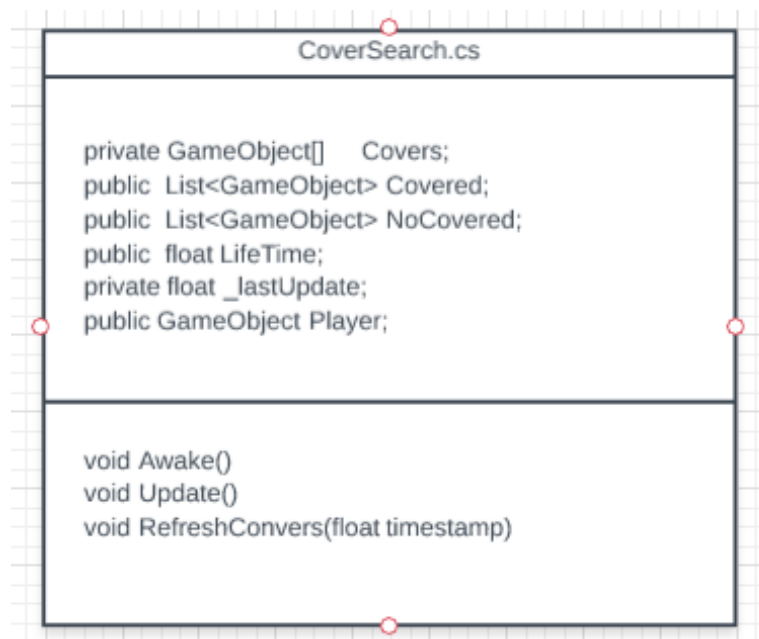 CoverSearch.cs
private GameObject[] Covers;
public List<GameObject> Covered;
public List<GameObject> NoCovered;
public float LifeTime;
private float _lastUpdate;
public GameObject Player;
void Awake()
void Update()
void RefreshConvers(float timestamp)